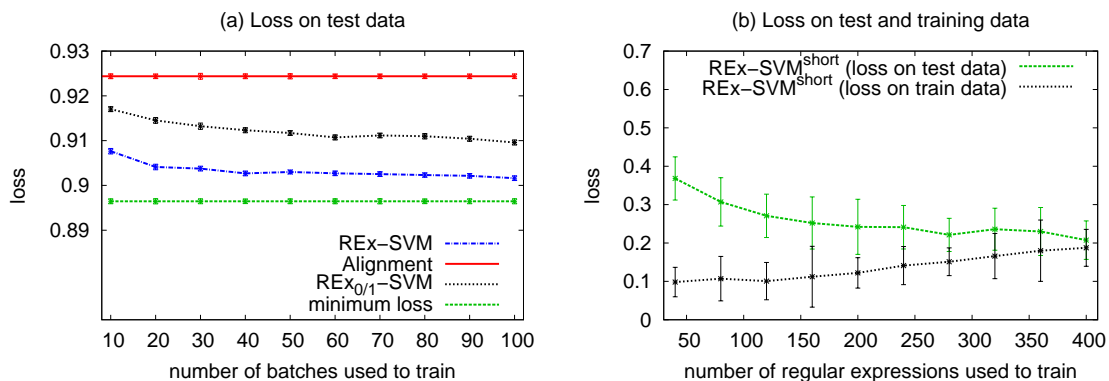 (a) Loss on test data
0.93
0.92
0.91
0.9
0.89
loss
REx−SVM
Alignment
REx0/1−SVM
minimum loss
10 20 30 40 50 60 70 80 90 100
number of batches used to train
(b) Loss on test and training data
0.7
0.6
0.5
0.4
0.3
0.2
0.1
0
loss
REx−SVMshort (loss on test data)
REx−SVMshort (loss on train data)
50 100 150 200 250 300 350 400
number of regular expressions used to train